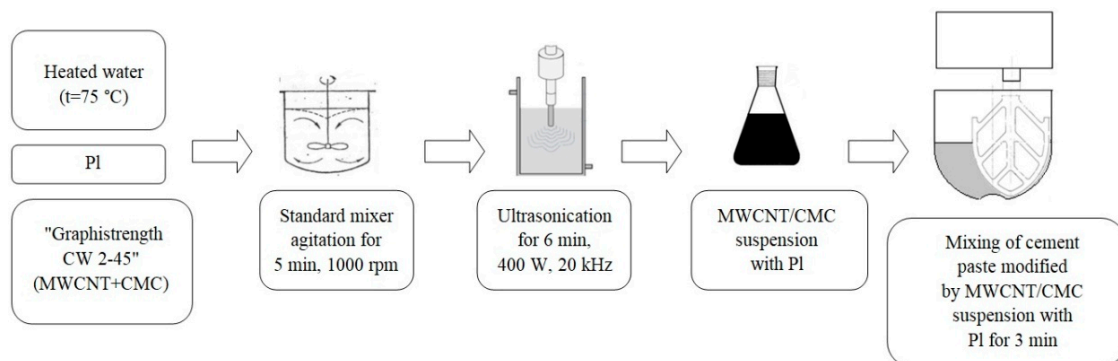 Heated water
(t=75 °C)
Pl
"Graphistrength
CW 2-45"
(MWCNT+CMC)
Standard mixer
agitation for
5 min, 1000 rpm
Ultrasonication
for 6 min,
400 W, 20 kHz
MWCNT/CMC
suspension
with Pl
Mixing of cement
paste modified
by MWCNT/CMC
suspension with
Pl for 3 min